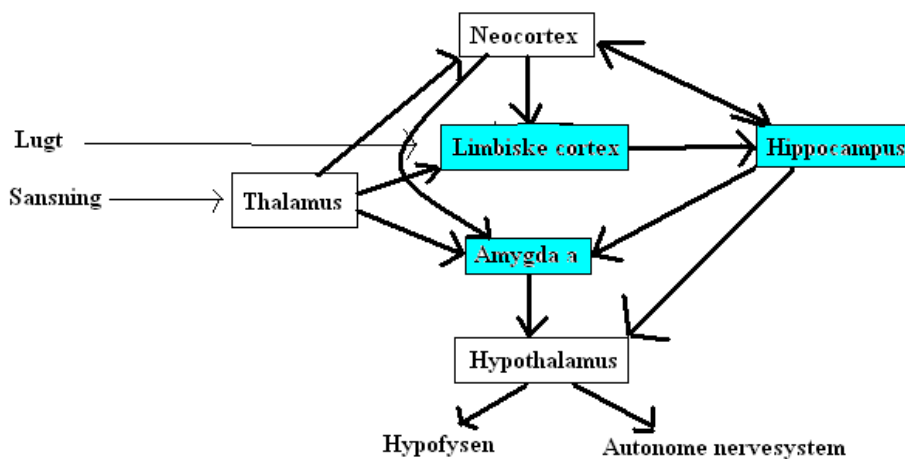 Neocortex
Lugt
Limbiske cortex
Hippocampus
Sansning
Thalamus
Amygda a
Hypothalamus
Hypofysen
Autonome nervesystem